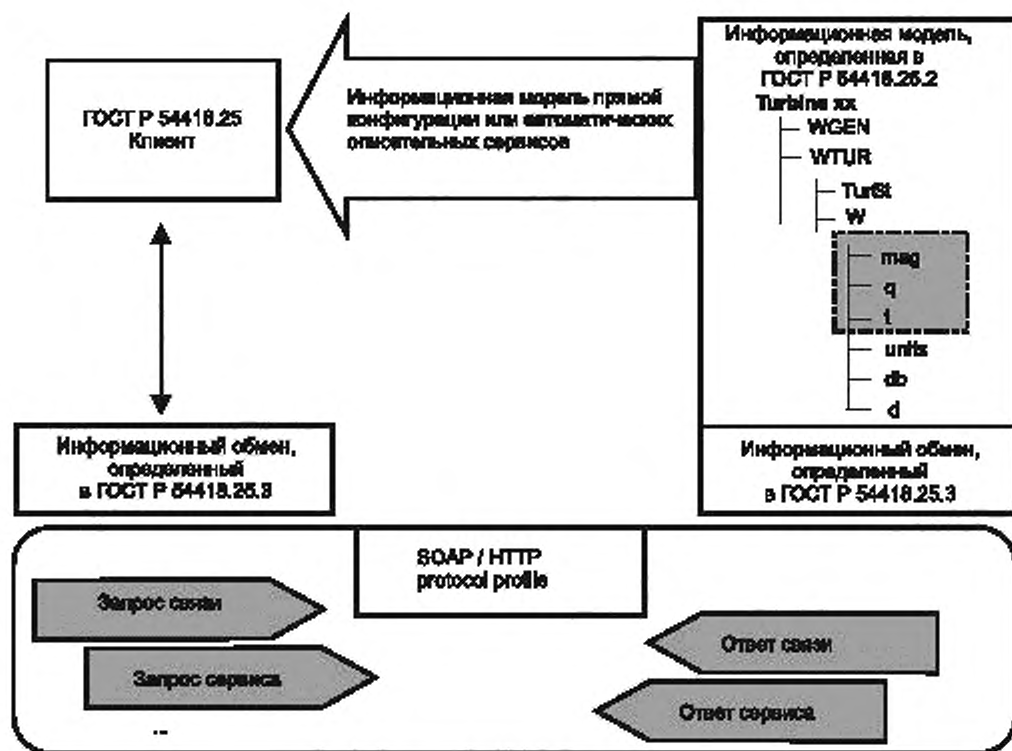 ГОСТ Р 54418.25
Клиент
Информационная модель прямой
конфигурации или автоматических
описательных сервисов
Информационная модель,
определенная в
ГОСТ Р 54418.25.2
Turbine xx
WGEN
WTUR
TurSt
W
mag
q
t
units
db
d
Информационный обмен,
определенный
в ГОСТ Р 54418.25.3
Информационный обмен,
определенный
в ГОСТ Р 54418.25.3
SOAP / HTTP
protocol profile
Запрос связи
Запрос сервиса
...
Ответ связи
Ответ сервиса